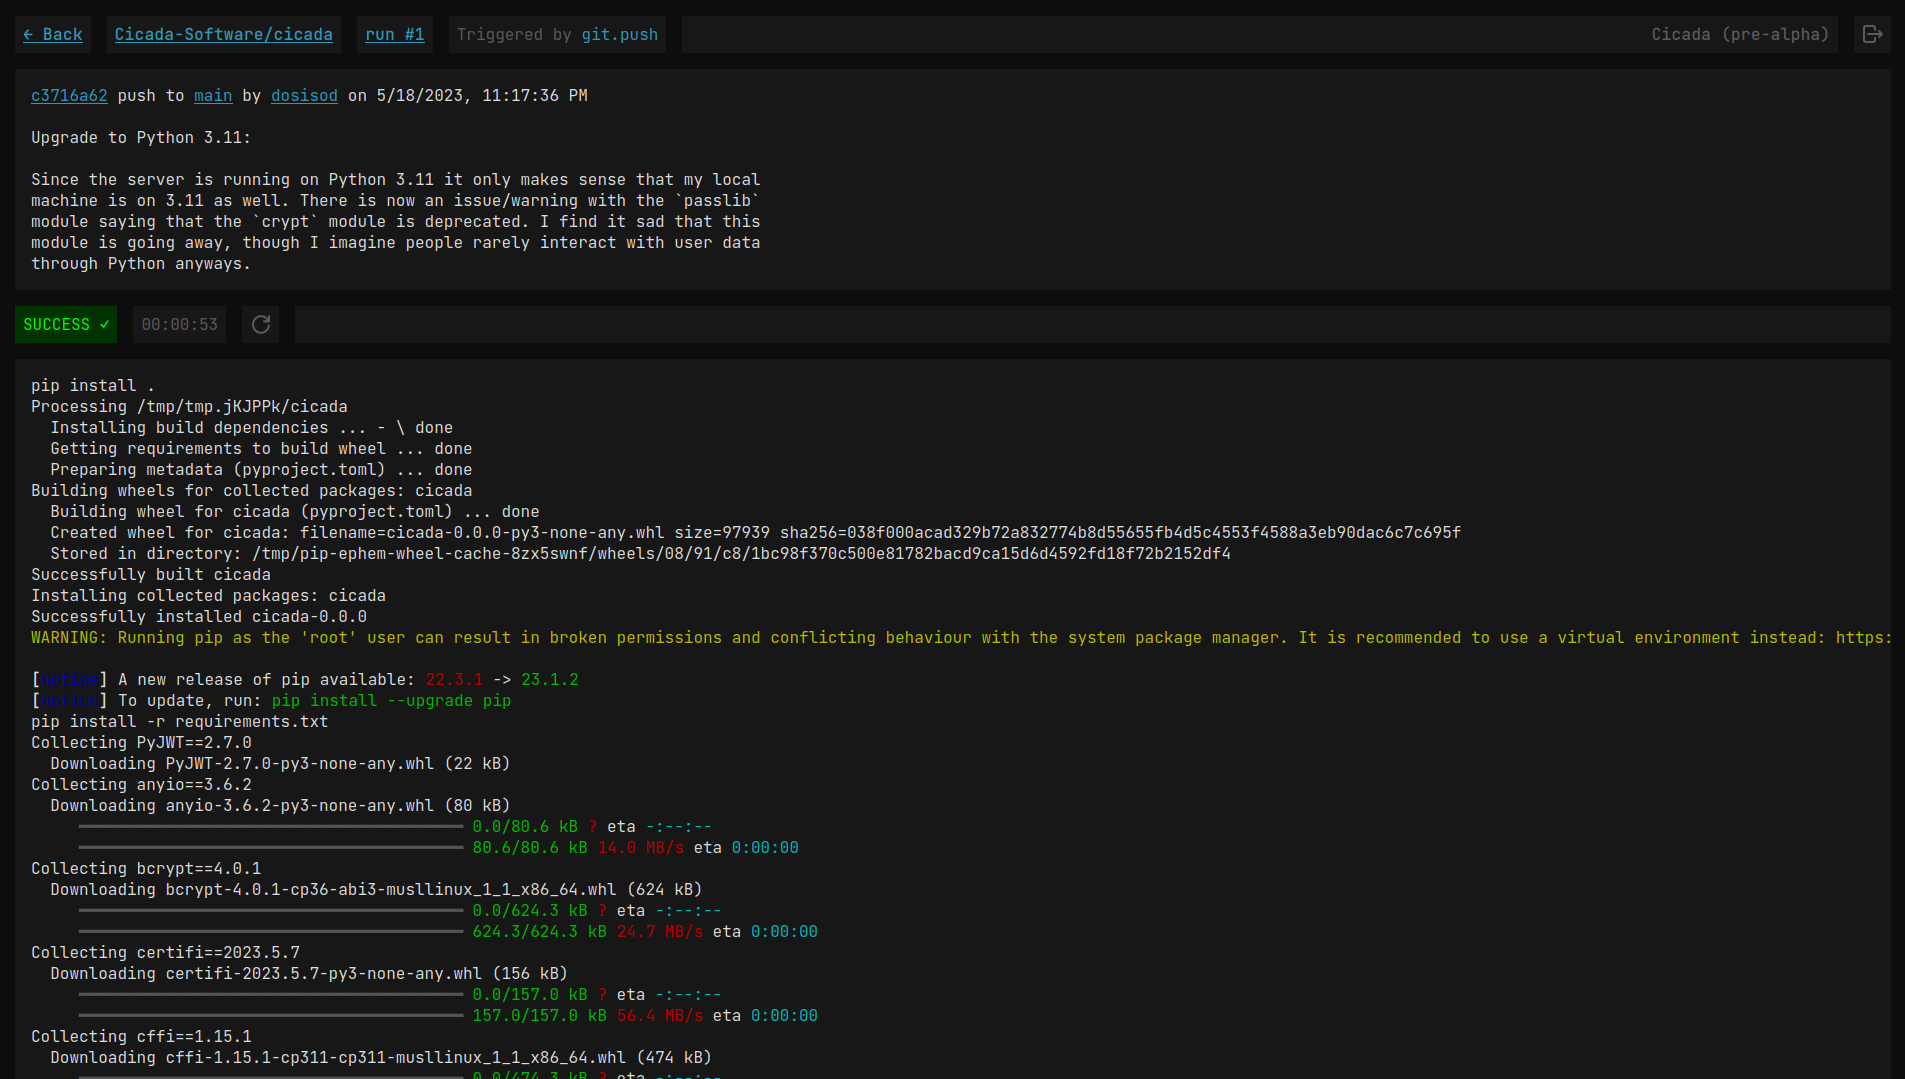 ← Back Cicada-Software/cicada run #1 Triggered by git.push Cicada (pre-alpha)
c3716a62 push to main by dosisod on 5/18/2023, 11:17:36 PM
Upgrade to Python 3.11:
Since the server is running on Python 3.11 it only makes sense that my local
machine is on 3.11 as well. There is now an issue/warning with the `passlib`
module saying that the `crypt` module is deprecated. I find it sad that this
module is going away, though I imagine people rarely interact with user data
through Python anyways.
SUCCESS ✓ 00:00:53
pip install .
Processing /tmp/tmp.jKJPPk/cicada
  Installing build dependencies ... - \ done
  Getting requirements to build wheel ... done
  Preparing metadata (pyproject.toml) ... done
Building wheels for collected packages: cicada
  Building wheel for cicada (pyproject.toml) ... done
  Created wheel for cicada: filename=cicada-0.0.0-py3-none-any.whl size=97939 sha256=038f000acad329b72a832774b8d55655fb4d5c4553f4588a3eb90dac6c7c695f
  Stored in directory: /tmp/pip-ephem-wheel-cache-8zx5swnf/wheels/08/91/c8/1bc98f370c500e81782bacd9ca15d6d4592fd18f72b2152df4
Successfully built cicada
Installing collected packages: cicada
Successfully installed cicada-0.0.0
WARNING: Running pip as the 'root' user can result in broken permissions and conflicting behaviour with the system package manager. It is recommended to use a virtual environment instead: https:
[notice] A new release of pip available: 22.3.1 -> 23.1.2
[notice] To update, run: pip install --upgrade pip
pip install -r requirements.txt
Collecting PyJWT==2.7.0
  Downloading PyJWT-2.7.0-py3-none-any.whl (22 kB)
Collecting anyio==3.6.2
  Downloading anyio-3.6.2-py3-none-any.whl (80 kB)
0.0/80.6 kB ? eta -:--:--
80.6/80.6 kB 14.0 MB/s eta 0:00:00
Collecting bcrypt==4.0.1
  Downloading bcrypt-4.0.1-cp36-abi3-musllinux_1_1_x86_64.whl (624 kB)
0.0/624.3 kB ? eta -:--:--
624.3/624.3 kB 24.7 MB/s eta 0:00:00
Collecting certifi==2023.5.7
  Downloading certifi-2023.5.7-py3-none-any.whl (156 kB)
0.0/157.0 kB ? eta -:--:--
157.0/157.0 kB 56.4 MB/s eta 0:00:00
Collecting cffi==1.15.1
  Downloading cffi-1.15.1-cp311-cp311-musllinux_1_1_x86_64.whl (474 kB)
0.0/474.3 kB ? eta -:--:--